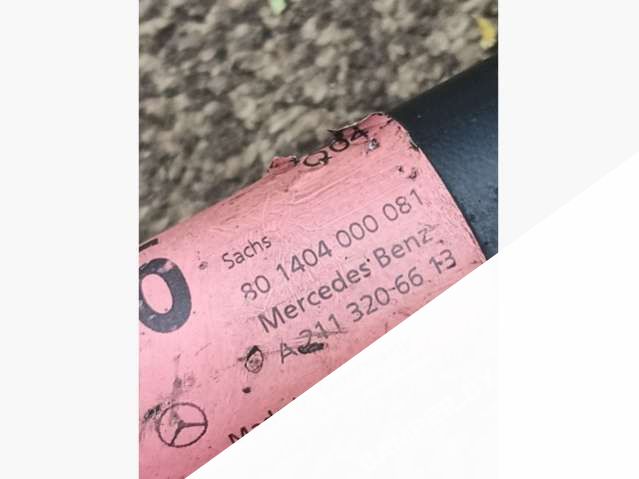 Q04
Sachs
80 1404 000 081
Mercedes Benz
A 211 320-66 13